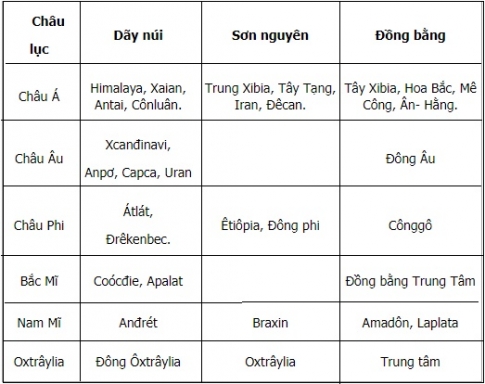 Châu
lục
Dãy núi
Sơn nguyên
Đồng bằng
Châu Á
Himalaya, Xaian,
Antai, Cônluân.
Trung Xibia, Tây Tạng,
Iran, Đêcan.
Tây Xibia, Hoa Bắc, Mê
Công, Ân- Hằng.
Châu Âu
Xcanđinavi,
Anpơ, Capca, Uran
Đông Âu
Châu Phi
Átlát,
Đrêkenbec.
Êtiôpia, Đông phi
Cônggô
Bắc Mĩ
Coócđie, Apalat
Đồng bằng Trung Tâm
Nam Mĩ
Anđrét
Braxin
Amadôn, Laplata
Oxtrâylia
Đông Ôxtrâylia
Oxtrâylia
Trung tâm